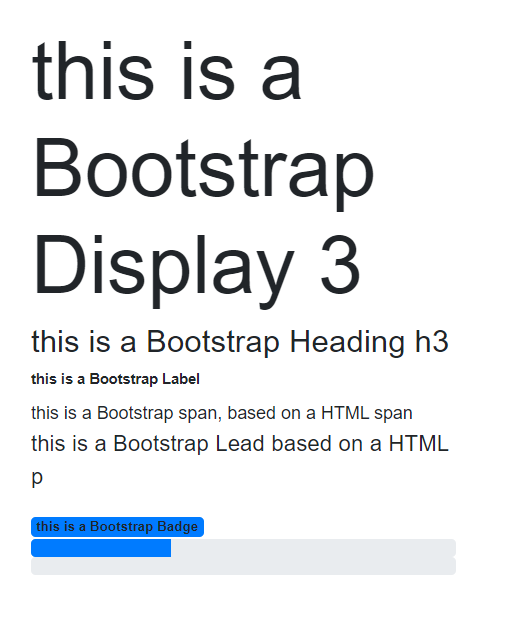 this is a
Bootstrap
Display 3
this is a Bootstrap Heading h3
this is a Bootstrap Label
this is a Bootstrap span, based on a HTML span
this is a Bootstrap Lead based on a HTML
p
this is a Bootstrap Badge